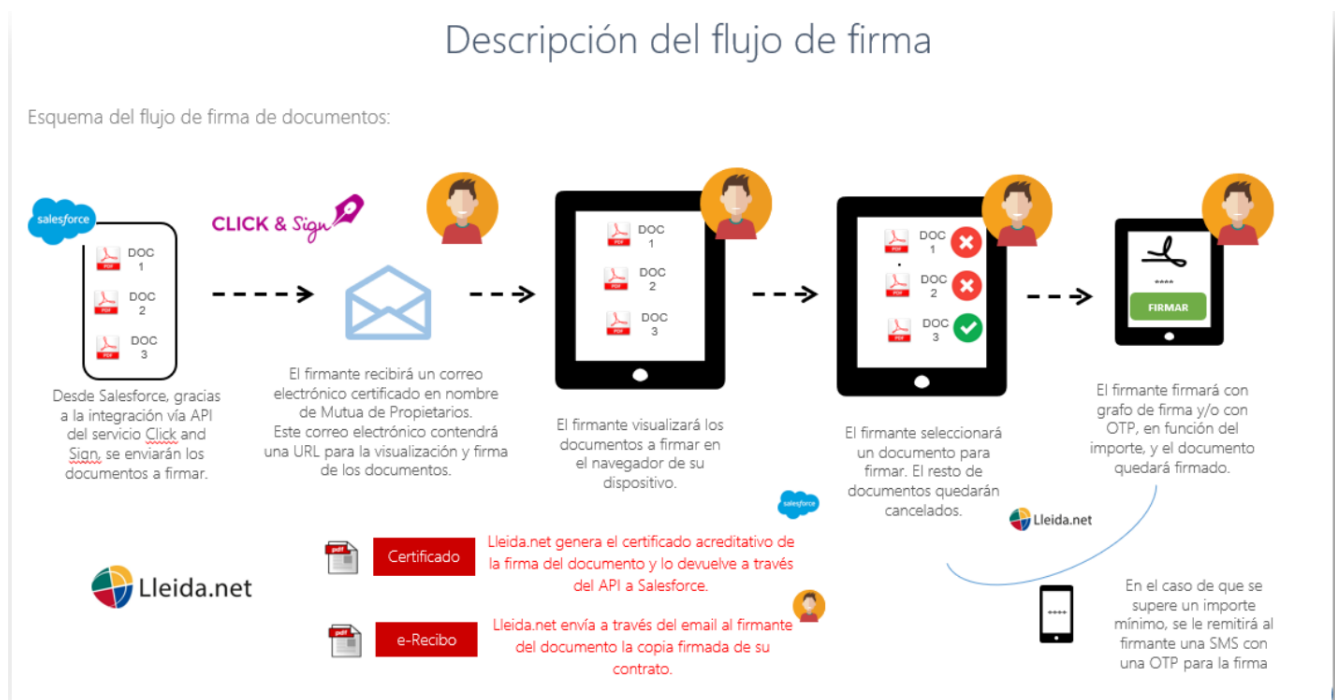 Descripción del flujo de firma
Esquema del flujo de firma de documentos:
salesforce
DOC
1
DOC
2
DOC
3
Desde Salesforce, gracias
a la integración vía API
del servicio Click and
Sign, se enviarán los
documentos a firmar.
CLICK & Sign
El firmante recibirá un correo
electrónico certificado en nombre
de Mutua de Propietarios.
Este correo electrónico contendrá
una URL para la visualización y firma
de los documentos.
DOC
1
DOC
2
DOC
3
El firmante visualizará los
documentos a firmar en
el navegador de su
dispositivo.
DOC
1
DOC
2
DOC
3
El firmante seleccionará
un documento para
firmar. El resto de
documentos quedarán
cancelados.
****
FIRMAR
El firmante firmará con
grafo de firma y/o con
OTP, en función del
importe, y el documento
quedará firmado.
Lleida.net
****
En el caso de que se
supere un importe
mínimo, se le remitirá al
firmante una SMS con
una OTP para la firma
Lleida.net
pdf
Certificado
Lleida.net genera el certificado acreditativo de
la firma del documento y lo devuelve a través
del API a Salesforce.
salesforce
pdf
e-Recibo
Lleida.net envía a través del email al firmante
del documento la copia firmada de su
contrato.